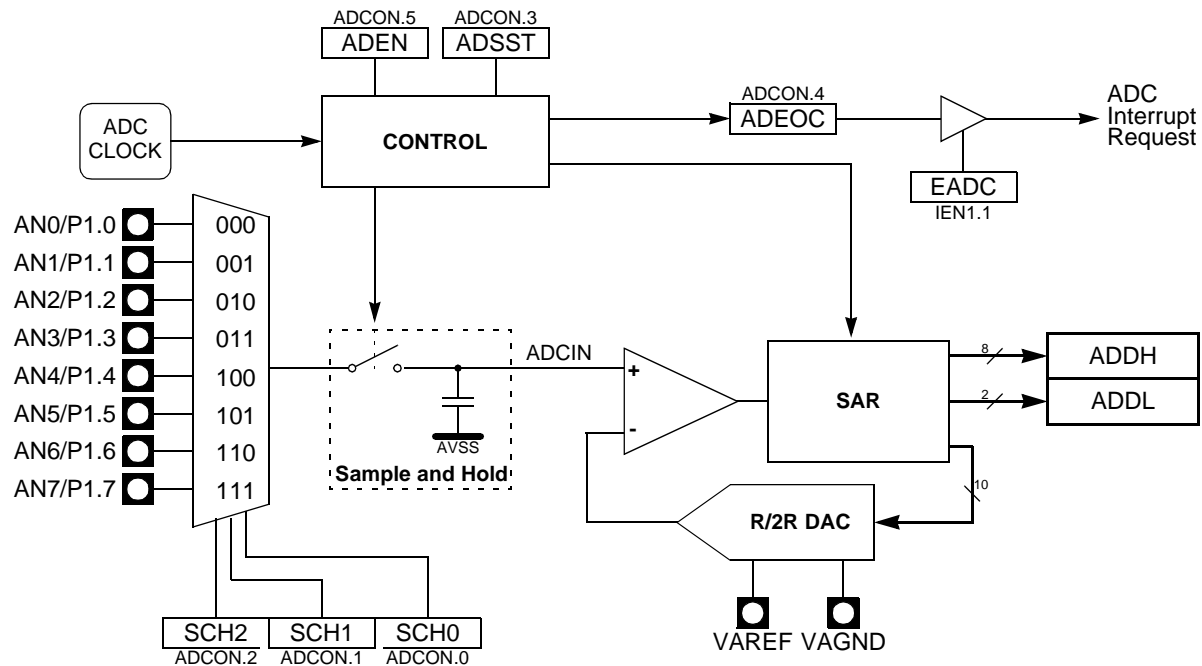 ADCON.5
ADEN
ADCON.3
ADSST
ADC
CLOCK
CONTROL
ADCON.4
ADEOC
ADC
Interrupt
Request
EADC
IEN1.1
AN0/P1.0
000
AN1/P1.1
001
AN2/P1.2
010
AN3/P1.3
011
AN4/P1.4
100
AN5/P1.5
101
AN6/P1.6
110
AN7/P1.7
111
AVSS
Sample and Hold
ADCIN
+
-
SAR
8
ADDH
2
ADDL
10
R/2R DAC
VAREF
VAGND
SCH2
SCH1
SCH0
ADCON.2
ADCON.1
ADCON.0